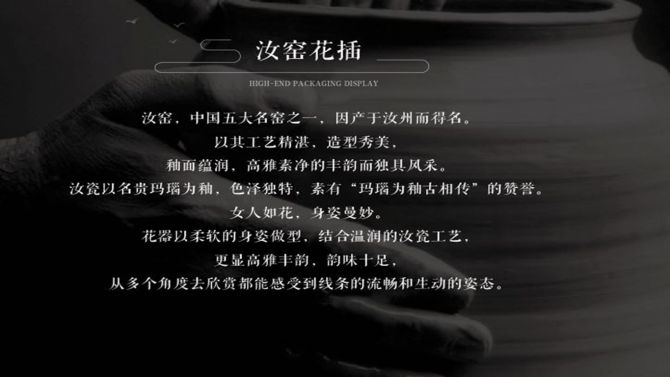 汝窑花插
HIGH-END PACKAGING DISPLAY
汝窑，中国五大名窑之一，因产于汝州而得名。
以其工艺精湛，造型秀美，
釉面蕴润，高雅素净的丰韵而独具风采。
汝瓷以名贵玛瑙为釉，色泽独特，素有“玛瑙为釉古相传”的赞誉。
女人如花，身姿曼妙。
花器以柔软的身姿做型，结合温润的汝瓷工艺，
更显高雅丰韵，韵味十足，
从多个角度去欣赏都能感受到线条的流畅和生动的姿态。